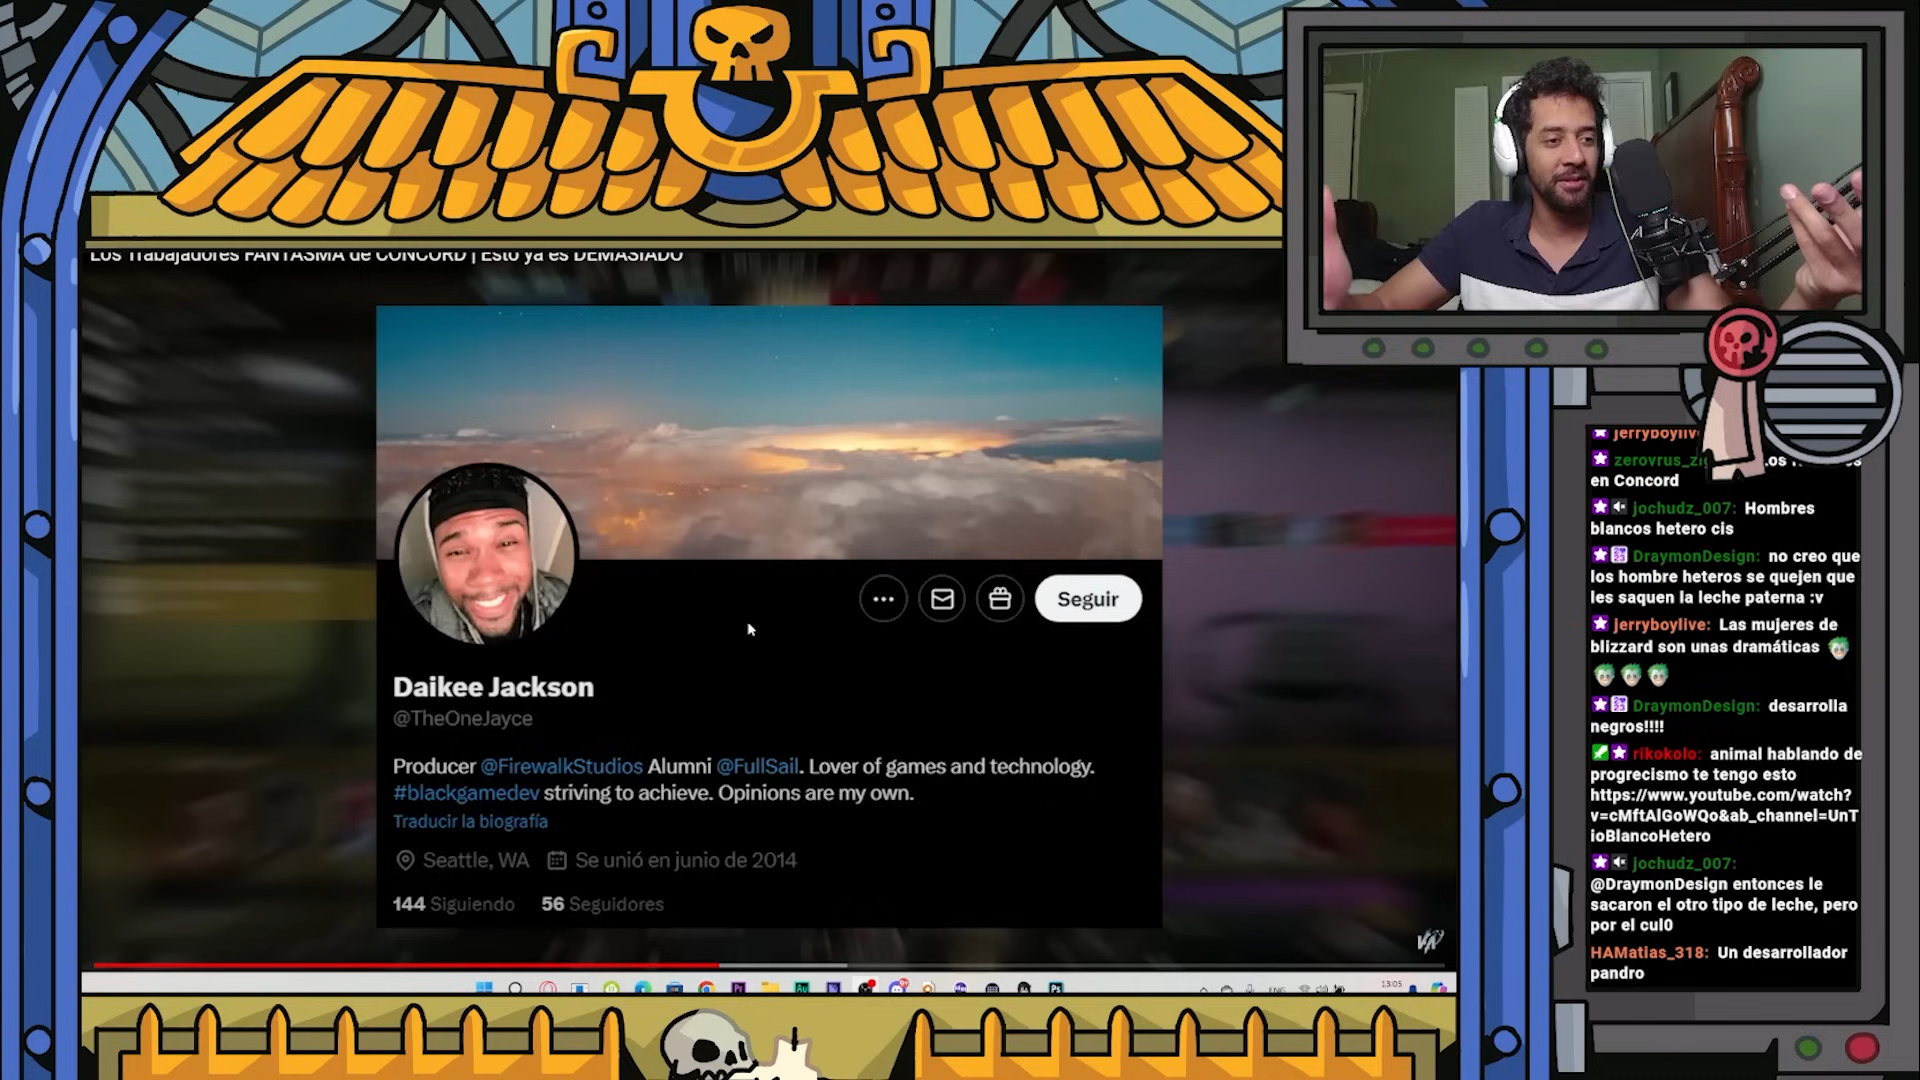 Los Trabajadores FANTASMA de CONCORD | Esto ya es DEMASIADO
Seguir
Daikee Jackson
@TheOneJayce
Producer @FirewalkStudios Alumni @FullSail. Lover of games and technology.
#blackgamedev striving to achieve. Opinions are my own.
Traducir la biografía
Seattle, WA Se unió en junio de 2014
144 Siguiendo 56 Seguidores
13:05
jerryboylive
en Concord
jochudz_007: Hombres
blancos hetero cis
DraymonDesign: no creo que
los hombre heteros se quejen que
les saquen la leche paterna :v
jerryboylive: Las mujeres de
blizzard son unas dramáticas
DraymonDesign: desarrolla
negros!!!!
rikokolo: animal hablando de
progrecismo te tengo esto
https://www.youtube.com/watch?
v=cMftAlGoWQo&ab_channel=UnT
ioBlancoHetero
jochudz_007:
@DraymonDesign entonces le
sacaron el otro tipo de leche, pero
por el cul0
HAMatias_318: Un desarrollador
pandro